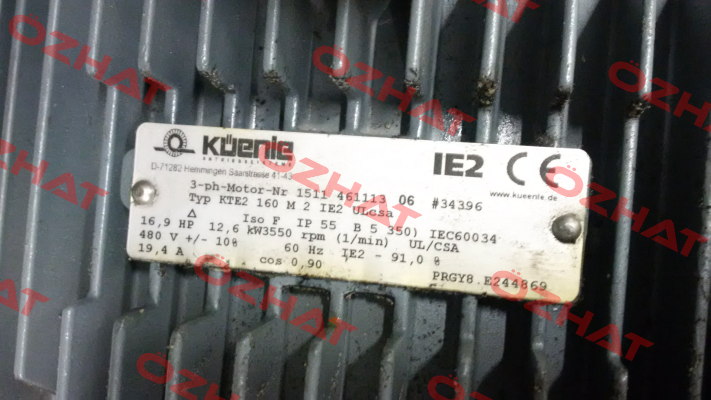 KÜENLE
ANTRIEBSSYSTEME
D-71282 Hemmingen Saarstrasse 41-43
IE2 CE
www.kueenle.de
3-ph-Motor-Nr 1511 461113 06 #34396
Typ KTE2 160 M 2 IE2 ULcsa
Δ Iso F IP 55 B 5 350) IEC60034
16,9 HP 12,6 kW3550 rpm (1/min) UL/CSA
480 V +/- 10% 60 Hz IE2 - 91,0 %
19,4 A cos 0,90
PRGY8.E244869
OZHAT
OZHAT
OZHAT
OZHAT
OZHAT
OZHAT
OZHAT